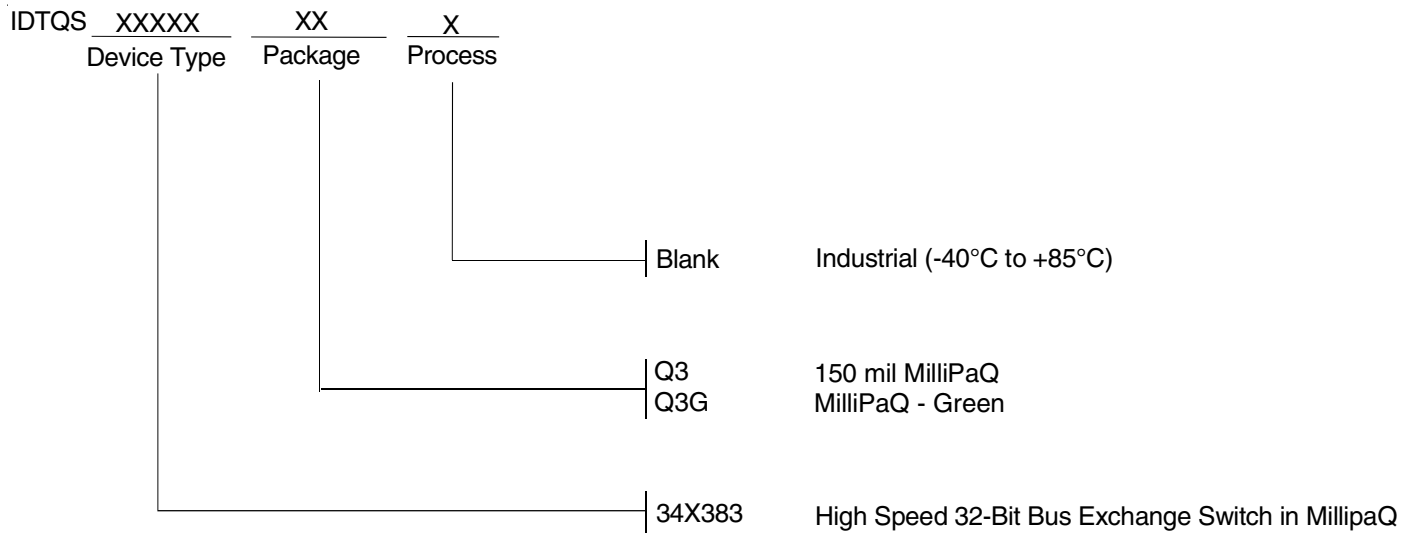 IDTQS XXXXX XX X
Device Type Package Process
Blank Industrial (-40°C to +85°C)
Q3 150 mil MilliPaQ
Q3G MilliPaQ - Green
34X383 High Speed 32-Bit Bus Exchange Switch in MillipaQ